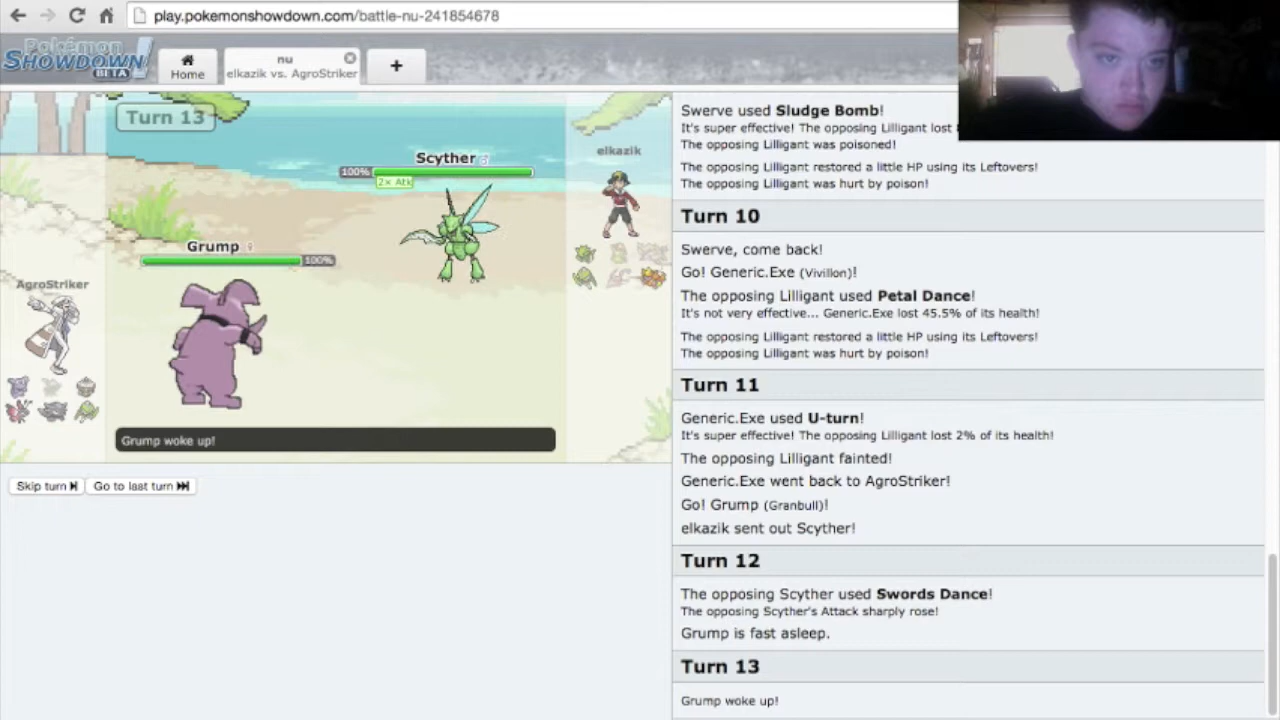 play.pokemonshowdown.com/battle-nu-241854678
Pokémon
SHOWDOWN!
BETA
Home
nu
elkazik vs. AgroStriker
+
Turn 13
Scyther ♂
100%
2× Atk
elkazik
Grump ♀
100%
AgroStriker
Grump woke up!
Skip turn
Go to last turn
Swerve used Sludge Bomb!
It's super effective! The opposing Lilligant lost
The opposing Lilligant was poisoned!
The opposing Lilligant restored a little HP using its Leftovers!
The opposing Lilligant was hurt by poison!
Turn 10
Swerve, come back!
Go! Generic.Exe (Vivillon)!
The opposing Lilligant used Petal Dance!
It's not very effective... Generic.Exe lost 45.5% of its health!
The opposing Lilligant restored a little HP using its Leftovers!
The opposing Lilligant was hurt by poison!
Turn 11
Generic.Exe used U-turn!
It's super effective! The opposing Lilligant lost 2% of its health!
The opposing Lilligant fainted!
Generic.Exe went back to AgroStriker!
Go! Grump (Granbull)!
elkazik sent out Scyther!
Turn 12
The opposing Scyther used Swords Dance!
The opposing Scyther's Attack sharply rose!
Grump is fast asleep.
Turn 13
Grump woke up!